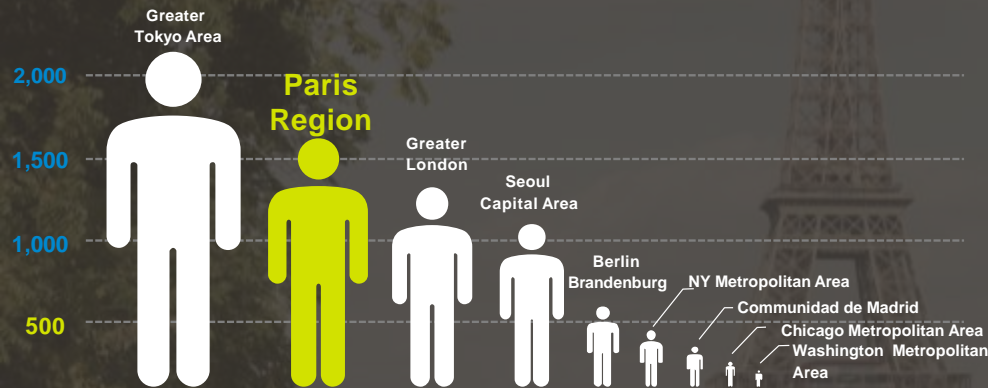 Greater
Tokyo Area
2,000
Paris
Region
1,500
Greater
London
Seoul
Capital Area
1,000
Berlin
Brandenburg
NY Metropolitan Area
Communidad de Madrid
500
Chicago Metropolitan Area
Washington Metropolitan
Area